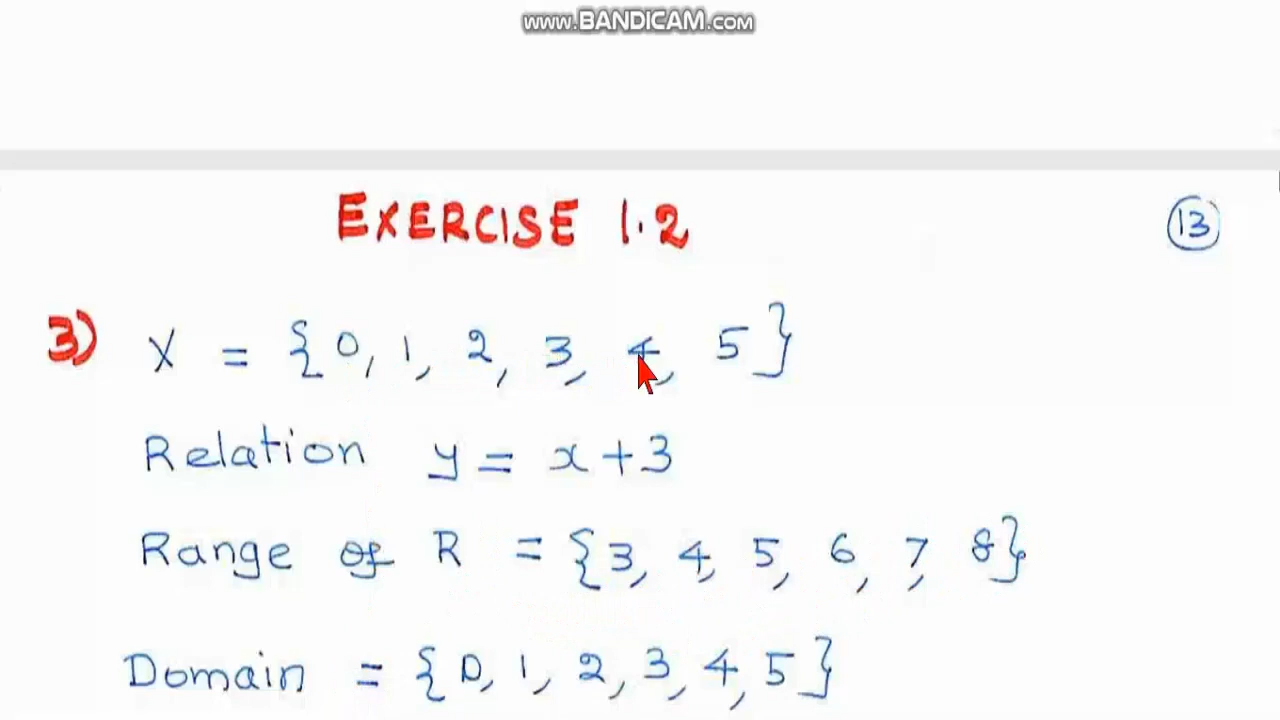 www.BANDICAM.com
EXERCISE 1.2
13
3) X = {0, 1, 2, 3, 4, 5}
Relation y = x + 3
Range of R = {3, 4, 5, 6, 7, 8}
Domain = {0, 1, 2, 3, 4, 5}